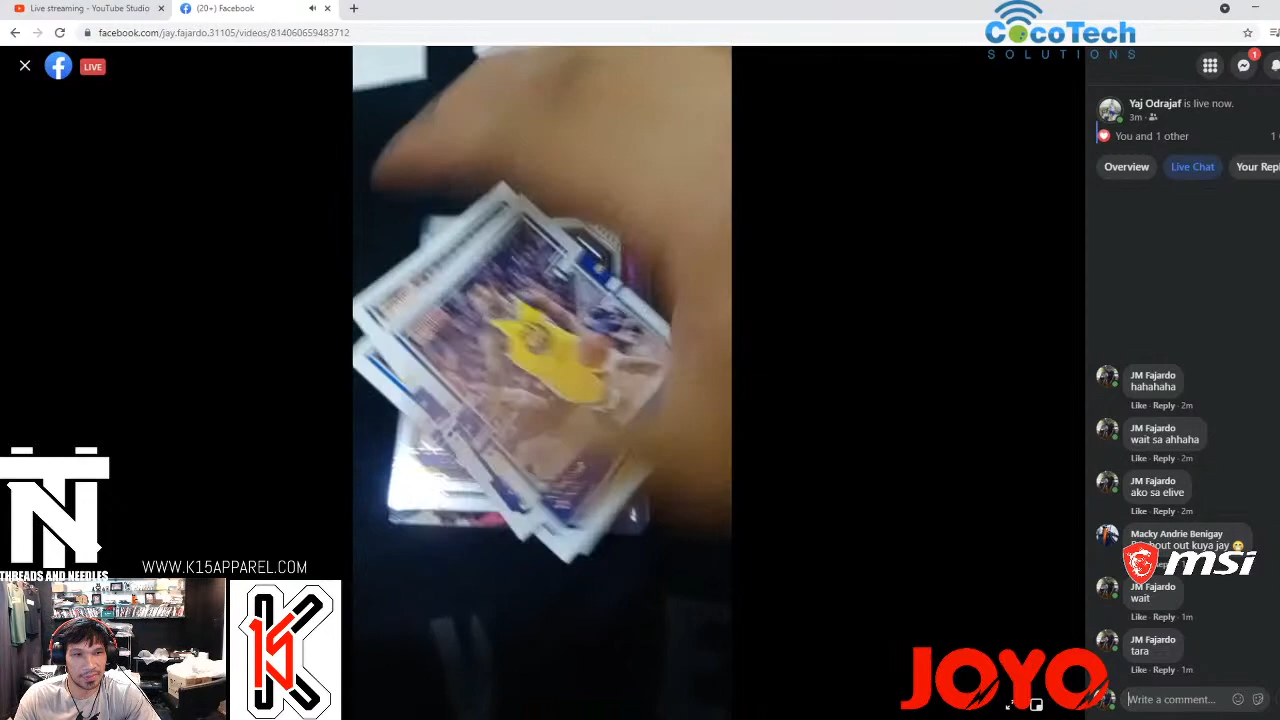 Live streaming - YouTube Studio
(20+) Facebook
facebook.com/jay.fajardo.31105/videos/
CocoTech
SOLUTIONS
LIVE
1
Yaj Odrajaf is live now.
3m
You and 1 other
Overview
Live Chat
Your Repl
JM Fajardo
hahahaha
Like · Reply · 2m
JM Fajardo
wait sa ahhaha
Like · Reply · 2m
JM Fajardo
ako sa elive
Like · Reply · 2m
Macky Andrie Benigay
out kuya jay
msi
JM Fajardo
wait
Like · Reply · 1m
JM Fajardo
tara
Like · Reply · 1m
Write a comment...
JOYO
TN
THREADS AND NEEDLES
WWW.K15APPAREL.COM
K
15